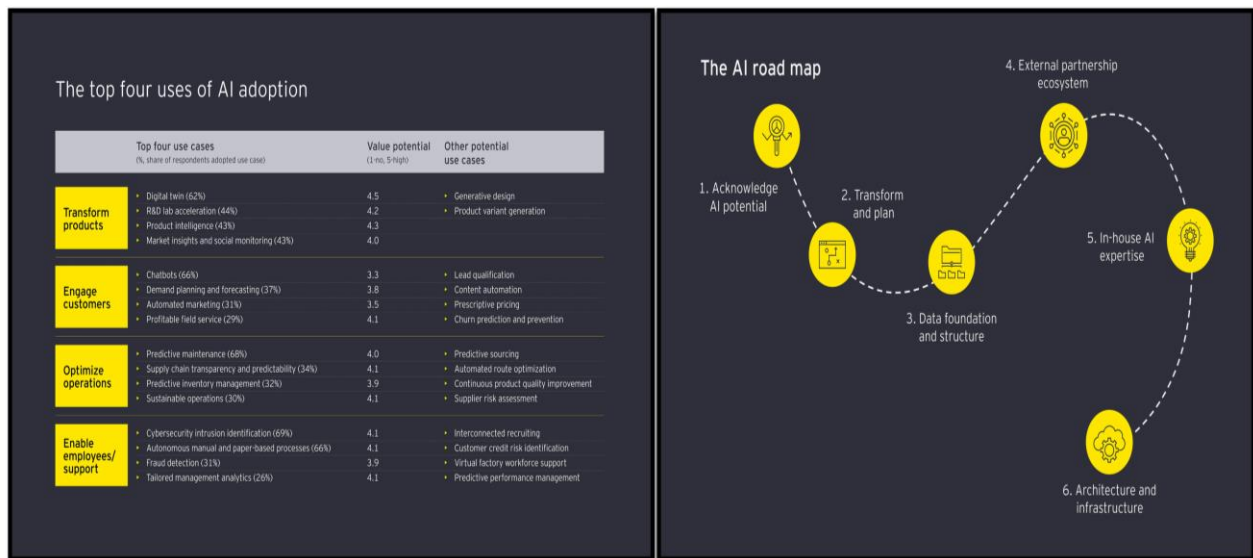 The top four uses of AI adoption
Top four use cases
(%, share of respondents adopted use case)
Value potential
(1-no, 5-high)
Other potential
use cases
Transform
products
• Digital twin (62%) 4.5 • Generative design
• R&D lab acceleration (44%) 4.2 • Product variant generation
• Product intelligence (43%) 4.3
• Market insights and social monitoring (43%) 4.0
Engage
customers
• Chatbots (66%) 3.3 • Lead qualification
• Demand planning and forecasting (37%) 3.8 • Content automation
• Automated marketing (31%) 3.5 • Prescriptive pricing
• Profitable field service (29%) 4.1 • Churn prediction and prevention
Optimize
operations
• Predictive maintenance (68%) 4.0 • Predictive sourcing
• Supply chain transparency and predictability (34%) 4.1 • Automated route optimization
• Predictive inventory management (32%) 3.9 • Continuous product quality improvement
• Sustainable operations (30%) 4.1 • Supplier risk assessment
Enable
employees/
support
• Cybersecurity intrusion identification (69%) 4.1 • Interconnected recruiting
• Autonomous manual and paper-based processes (66%) 4.1 • Customer credit risk identification
• Fraud detection (31%) 3.9 • Virtual factory workforce support
• Tailored management analytics (26%) 4.1 • Predictive performance management
The AI road map
1. Acknowledge
AI potential
2. Transform
and plan
3. Data foundation
and structure
4. External partnership
ecosystem
5. In-house AI
expertise
6. Architecture and
infrastructure